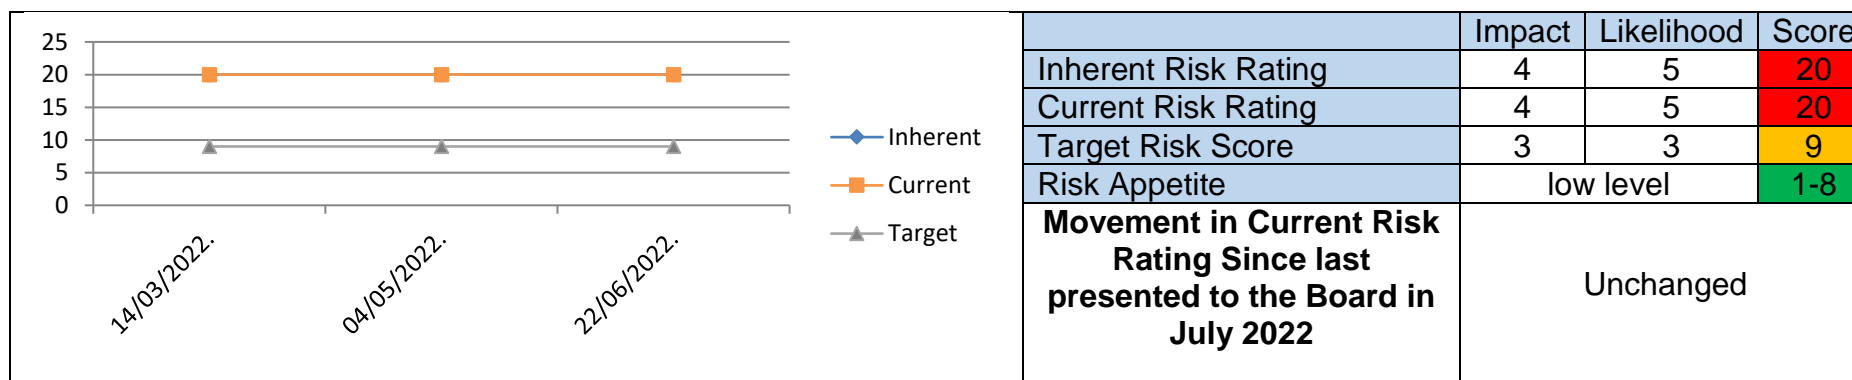 25
20
15
10
5
0
14/03/2022.
04/05/2022.
22/06/2022.
Inherent
Current
Target
Impact Likelihood Score
Inherent Risk Rating 4 5 20
Current Risk Rating 4 5 20
Target Risk Score 3 3 9
Risk Appetite low level 1-8
Movement in Current Risk
Rating Since last
presented to the Board in
July 2022
Unchanged